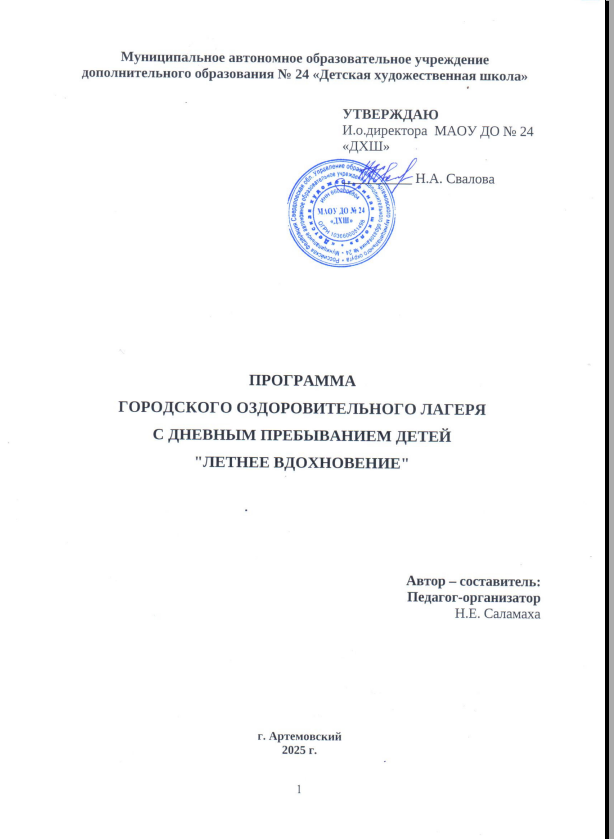 Муниципальное автономное образовательное учреждение
дополнительного образования № 24 «Детская художественная школа»
УТВЕРЖДАЮ
И.о.директора МАОУ ДО № 24
«ДХШ»
Н.А. Свалова
МАОУ ДО № 24
«ДХШ»
ПРОГРАММА
ГОРОДСКОГО ОЗДОРОВИТЕЛЬНОГО ЛАГЕРЯ
С ДНЕВНЫМ ПРЕБЫВАНИЕМ ДЕТЕЙ
"ЛЕТНЕЕ ВДОХНОВЕНИЕ"
Автор – составитель:
Педагог-организатор
Н.Е. Саламаха
г. Артемовский
2025 г.
1